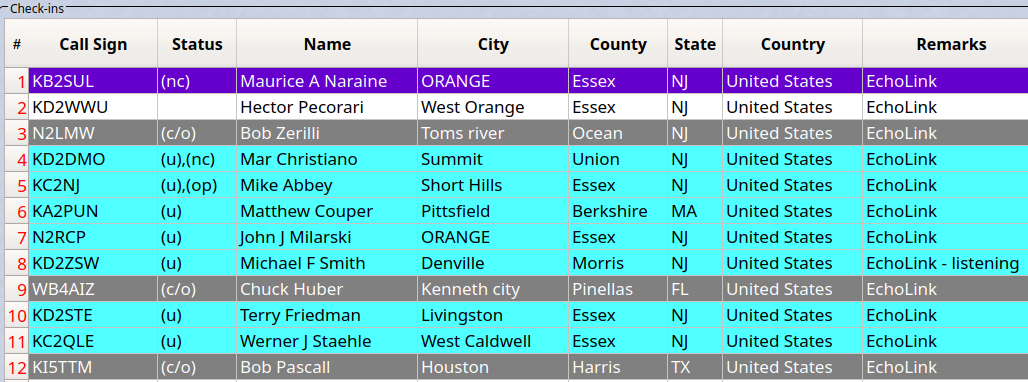 Check-ins
# Call Sign Status Name City County State Country Remarks
1 KB2SUL (nc) Maurice A Naraine ORANGE Essex NJ United States EchoLink
2 KD2WWU Hector Pecorari West Orange Essex NJ United States EchoLink
3 N2LMW (c/o) Bob Zerilli Toms river Ocean NJ United States EchoLink
4 KD2DMO (u),(nc) Mar Christiano Summit Union NJ United States EchoLink
5 KC2NJ (u),(op) Mike Abbey Short Hills Essex NJ United States EchoLink
6 KA2PUN (u) Matthew Couper Pittsfield Berkshire MA United States EchoLink
7 N2RCP (u) John J Milarski ORANGE Essex NJ United States EchoLink
8 KD2ZSW (u) Michael F Smith Denville Morris NJ United States EchoLink - listening
9 WB4AIZ (c/o) Chuck Huber Kenneth city Pinellas FL United States EchoLink
10 KD2STE (u) Terry Friedman Livingston Essex NJ United States EchoLink
11 KC2QLE (u) Werner J Staehle West Caldwell Essex NJ United States EchoLink
12 KI5TTM (c/o) Bob Pascall Houston Harris TX United States EchoLink